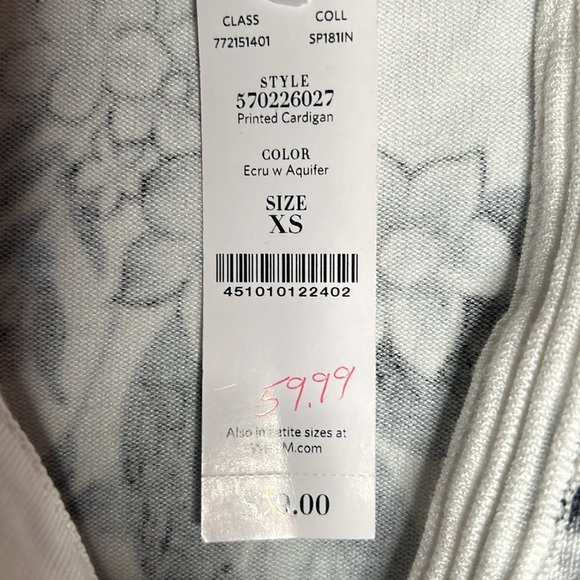 CLASS COLL
772151401 SP181IN
STYLE
570226027
Printed Cardigan
COLOR
Ecru w Aquifer
SIZE
XS
451010122402
59.99
Also in sizes at
.00